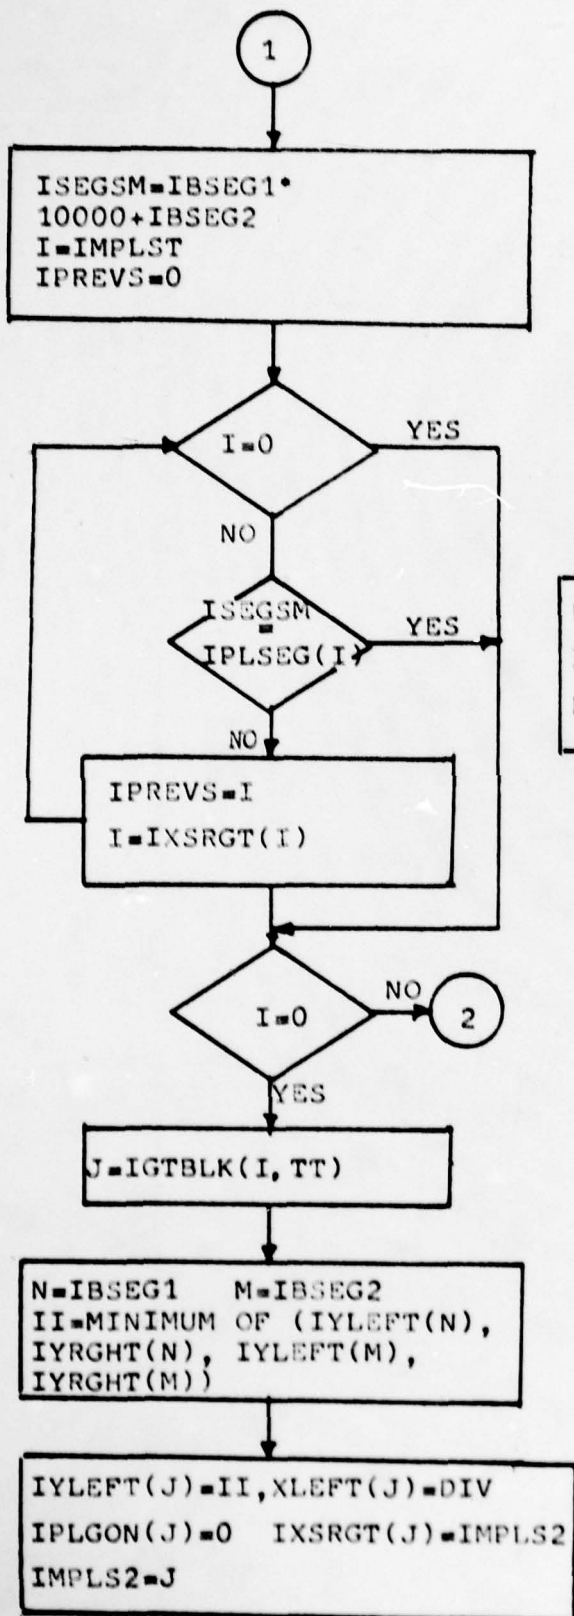 1
ISEGSM=IBSEG1*
10000+IBSEG2
I=IMPLST
IPREVS=0
I=0
YES
NO
ISEGSM
=
IPLSEG(I)
YES
NO
IPREVS=I
I=IXSRGT(I)
I=0
NO
2
YES
J=IGTBLK(I,TT)
N=IBSEG1 M=IBSEG2
II=MINIMUM OF (IYLEFT(N),
IYRGHT(N), IYLEFT(M),
IYRGHT(M))
IYLEFT(J)=II,XLEFT(J)=DIV
IPLGON(J)=0 IXSRGT(J)=IMPLS2
IMPLS2=J